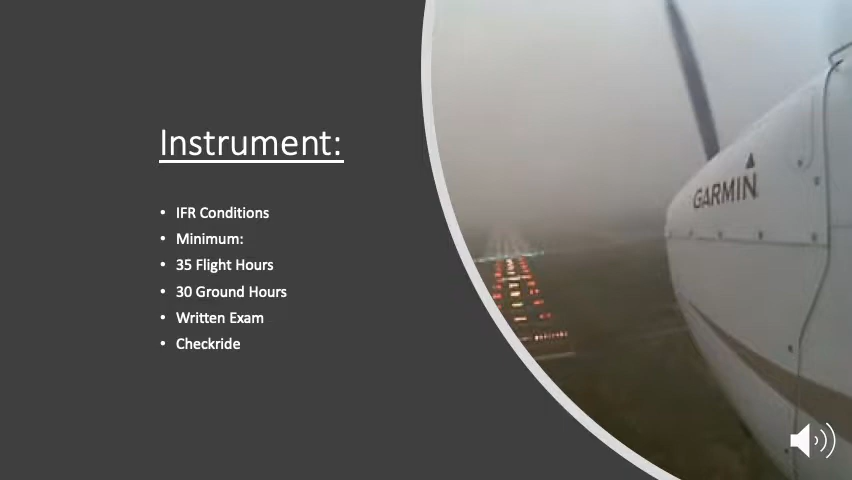 Instrument:
• IFR Conditions
• Minimum:
• 35 Flight Hours
• 30 Ground Hours
• Written Exam
• Checkride
GARMIN